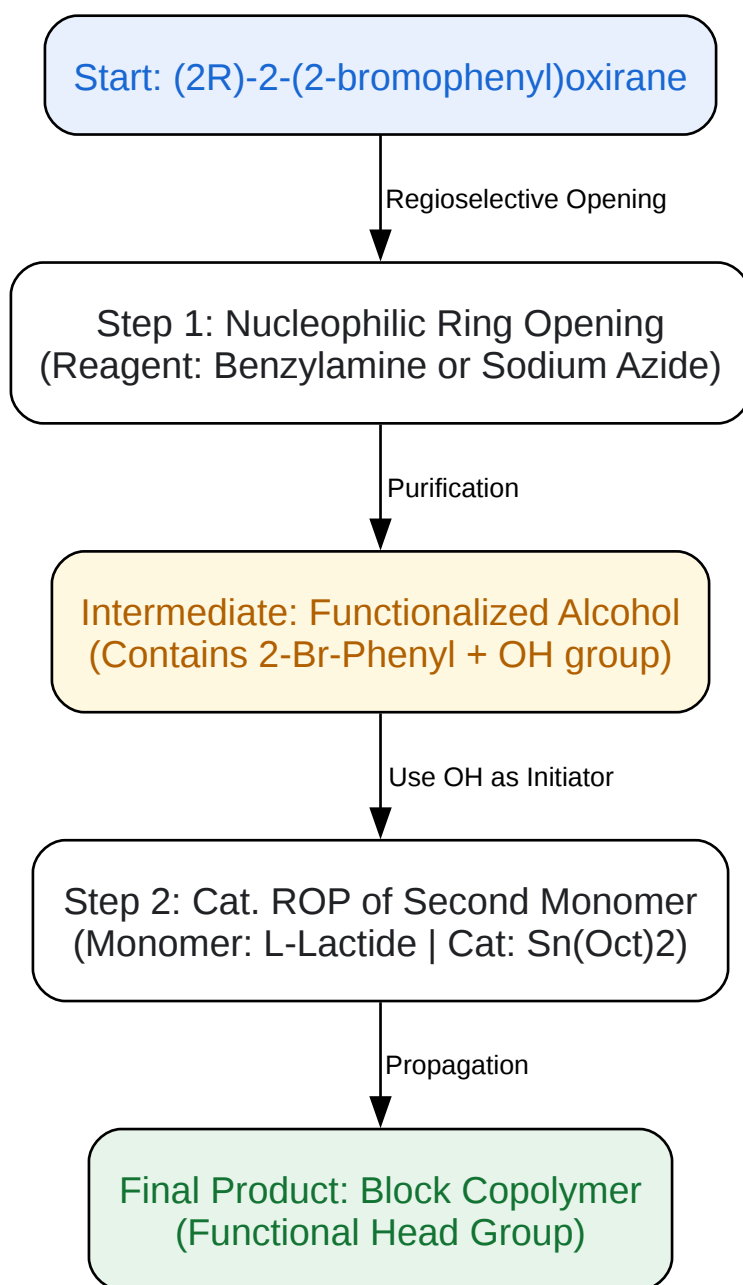 Start: (2R)-2-(2-bromophenyl)oxirane
Regioselective Opening
Step 1: Nucleophilic Ring Opening
(Reagent: Benzylamine or Sodium Azide)
Purification
Intermediate: Functionalized Alcohol
(Contains 2-Br-Phenyl + OH group)
Use OH as Initiator
Step 2: Cat. ROP of Second Monomer
(Monomer: L-Lactide | Cat: Sn(Oct)2)
Propagation
Final Product: Block Copolymer
(Functional Head Group)